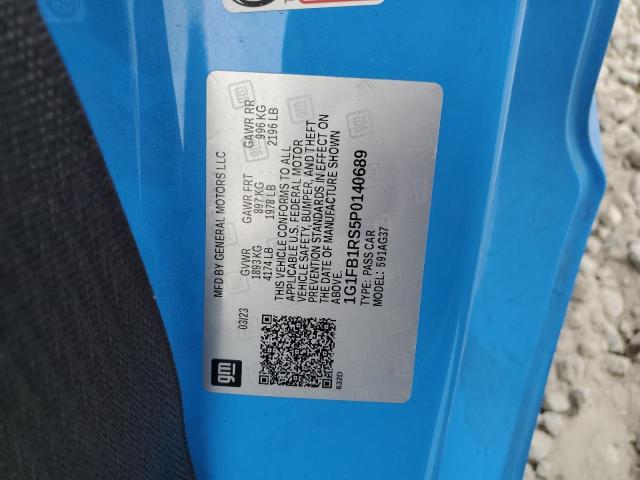 MFD BY GENERAL MOTORS LLC
03/23
GVWR GAWR FRT GAWR RR
1893 KG 897 KG 996 KG
4174 LB 1978 LB 2196 LB
THIS VEHICLE CONFORMS TO ALL
APPLICABLE U.S. FEDERAL MOTOR
VEHICLE SAFETY, BUMPER, AND THEFT
PREVENTION STANDARDS IN EFFECT ON
THE DATE OF MANUFACTURE SHOWN
ABOVE.
1G1FB1RS5P0140689
TYPE: PASS CAR
MODEL: 591AG37
gm
632D